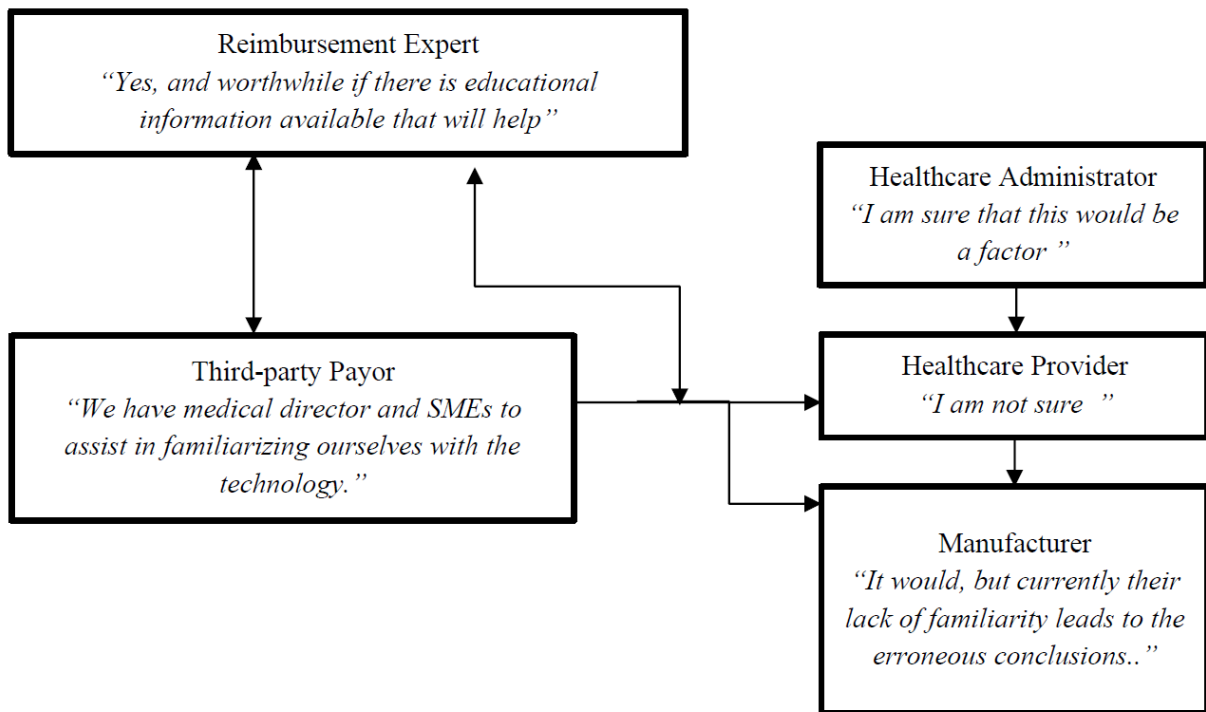 Reimbursement Expert
“Yes, and worthwhile if there is educational
information available that will help”
Healthcare Administrator
“I am sure that this would be
a factor ”
Third-party Payor
“We have medical director and SMEs to
assist in familiarizing ourselves with the
technology.”
Healthcare Provider
“I am not sure ”
Manufacturer
“It would, but currently their
lack of familiarity leads to the
erroneous conclusions..”